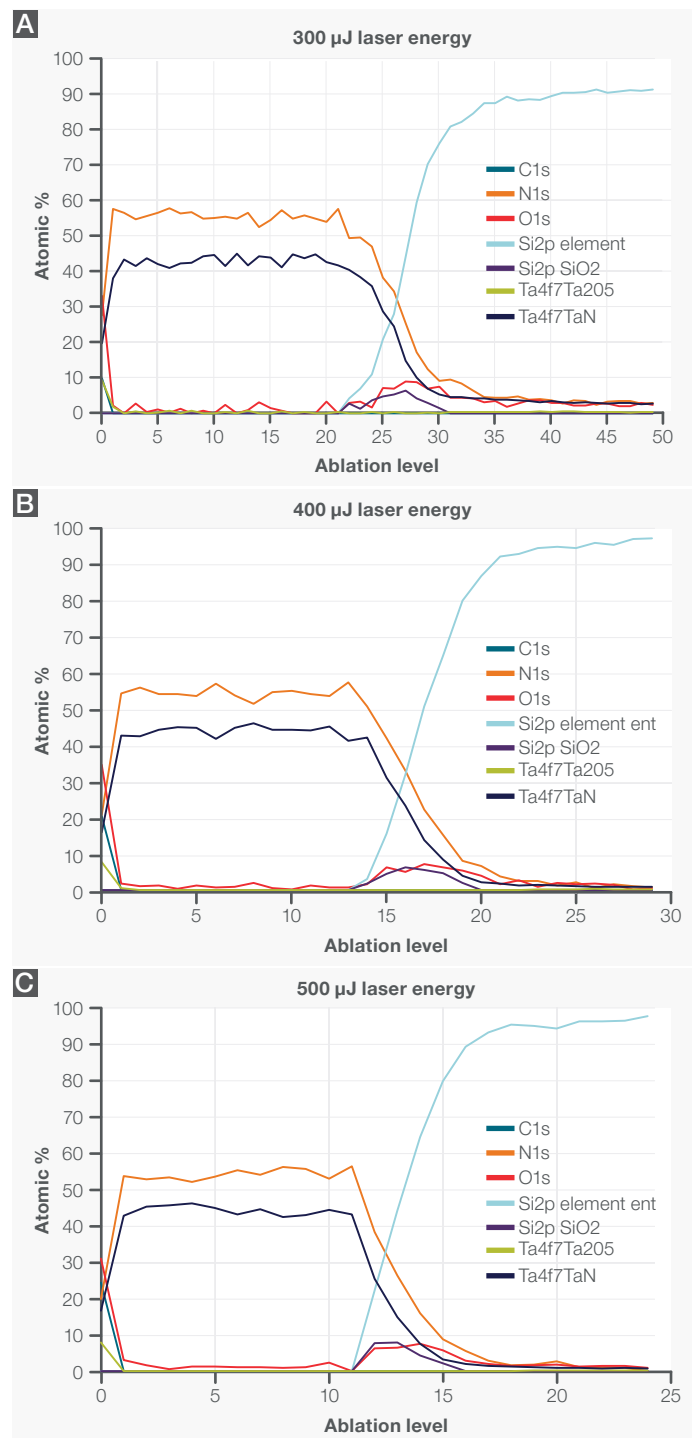 A
300 µJ laser energy
100
90
80
70
60
50
40
30
20
10
0
Atomic %
C1s
N1s
O1s
Si2p element
Si2p SiO2
Ta4f7Ta205
Ta4f7TaN
0 5 10 15 20 25 30 35 40 45 50
Ablation level
B
400 µJ laser energy
100
90
80
70
60
50
40
30
20
10
0
Atomic %
C1s
N1s
O1s
Si2p element ent
Si2p SiO2
Ta4f7Ta205
Ta4f7TaN
0 5 10 15 20 25 30
Ablation level
C
500 µJ laser energy
100
90
80
70
60
50
40
30
20
10
0
Atomic %
C1s
N1s
O1s
Si2p element ent
Si2p SiO2
Ta4f7Ta205
Ta4f7TaN
0 5 10 15 20 25
Ablation level